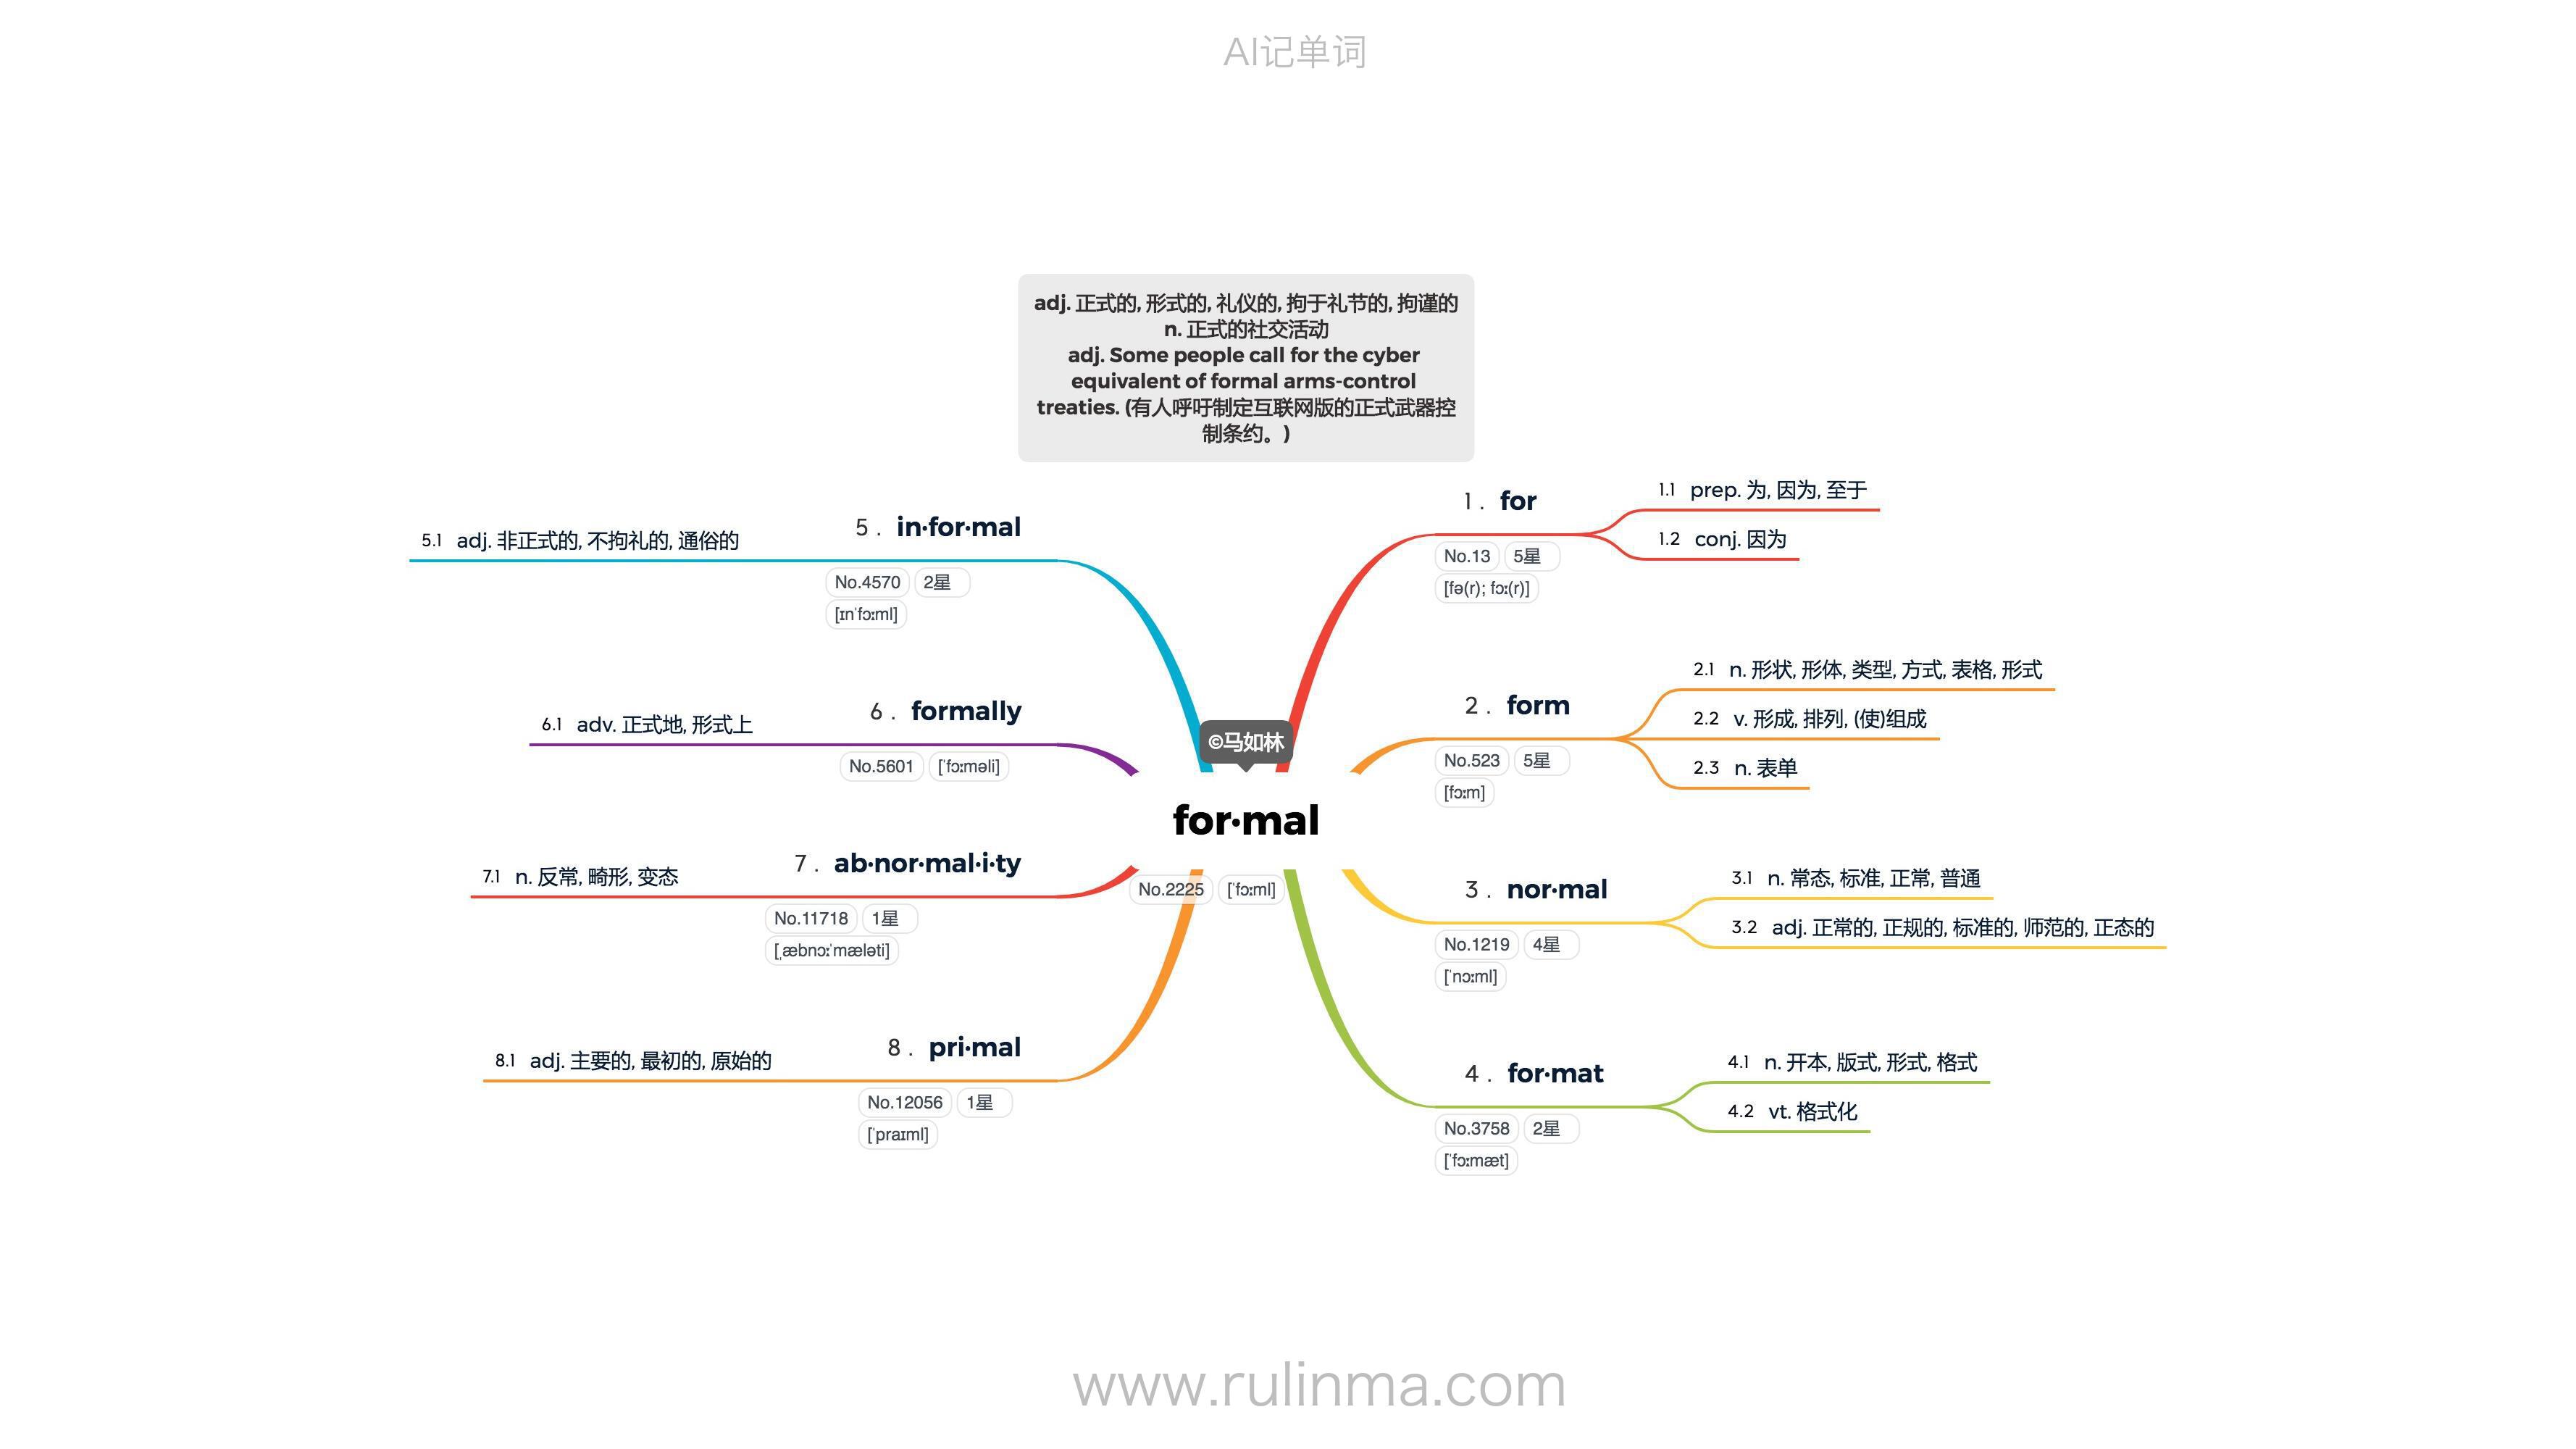 AI记单词
adj. 正式的, 形式的, 礼仪的, 拘于礼节的, 拘谨的
n. 正式的社交活动
adj. Some people call for the cyber
equivalent of formal arms-control
treaties. (有人呼吁制定互联网版的正式武器控
制条约。)
©马如林
for·mal
No.2225 [ˈfɔːml]
1. for
No.13 5星
[fə(r); fɔː(r)]
1.1 prep. 为, 因为, 至于
1.2 conj. 因为
2. form
No.523 5星
[fɔːm]
2.1 n. 形状, 形体, 类型, 方式, 表格, 形式
2.2 v. 形成, 排列, (使)组成
2.3 n. 表单
3. nor·mal
No.1219 4星
[ˈnɔːml]
3.1 n. 常态, 标准, 正常, 普通
3.2 adj. 正常的, 正规的, 标准的, 师范的, 正态的
4. for·mat
No.3758 2星
[ˈfɔːmæt]
4.1 n. 开本, 版式, 形式, 格式
4.2 vt. 格式化
5. in·for·mal
No.4570 2星
[ɪnˈfɔːml]
5.1 adj. 非正式的, 不拘礼的, 通俗的
6. formally
No.5601 [ˈfɔːməli]
6.1 adv. 正式地, 形式上
7. ab·nor·mal·i·ty
No.11718 1星
[ˌæbnɔːˈmæləti]
7.1 n. 反常, 畸形, 变态
8. pri·mal
No.12056 1星
[ˈpraɪml]
8.1 adj. 主要的, 最初的, 原始的
www.rulinma.com